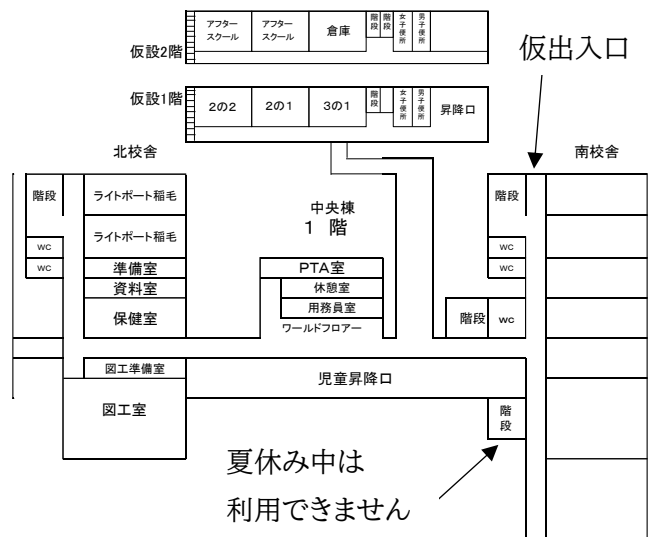 アフター
スクール
アフター
スクール
倉庫
階段
階段
女子便所
男子便所
仮設2階
仮出入口
仮設1階
2の2
2の1
3の1
階段
女子便所
男子便所
昇降口
北校舎
南校舎
階段
ライトポート稲毛
階段
中央棟
1 階
ライトポート稲毛
wc
wc
wc
準備室
PTA室
wc
資料室
休憩室
保健室
用務員室
階段
wc
ワールドフロアー
図工準備室
児童昇降口
図工室
階
段
夏休み中は
利用できません